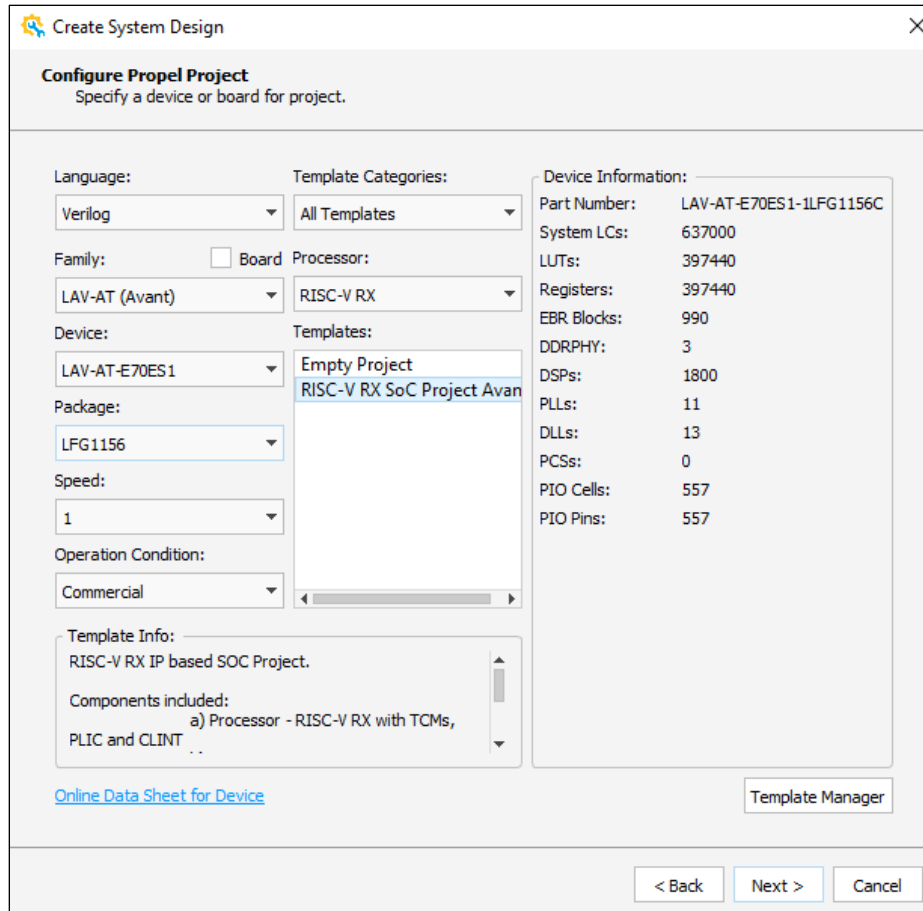 Create System Design
Configure Propel Project
Specify a device or board for project.
Language:
Verilog
Family:
Board
LAV-AT (Avant)
Device:
LAV-AT-E70ES1
Package:
LFG1156
Speed:
1
Operation Condition:
Commercial
Template Categories:
All Templates
Processor:
RISC-V RX
Templates:
Empty Project
RISC-V RX SoC Project Avan
Device Information:
Part Number: LAV-AT-E70ES1-1LFG1156C
System LCs: 637000
LUTs: 397440
Registers: 397440
EBR Blocks: 990
DDRPHY: 3
DSPs: 1800
PLLs: 11
DLLs: 13
PCSs: 0
PIO Cells: 557
PIO Pins: 557
Template Info:
RISC-V RX IP based SOC Project.
Components included:
a) Processor - RISC-V RX with TCMs,
PLIC and CLINT
Online Data Sheet for Device
Template Manager
< Back
Next >
Cancel